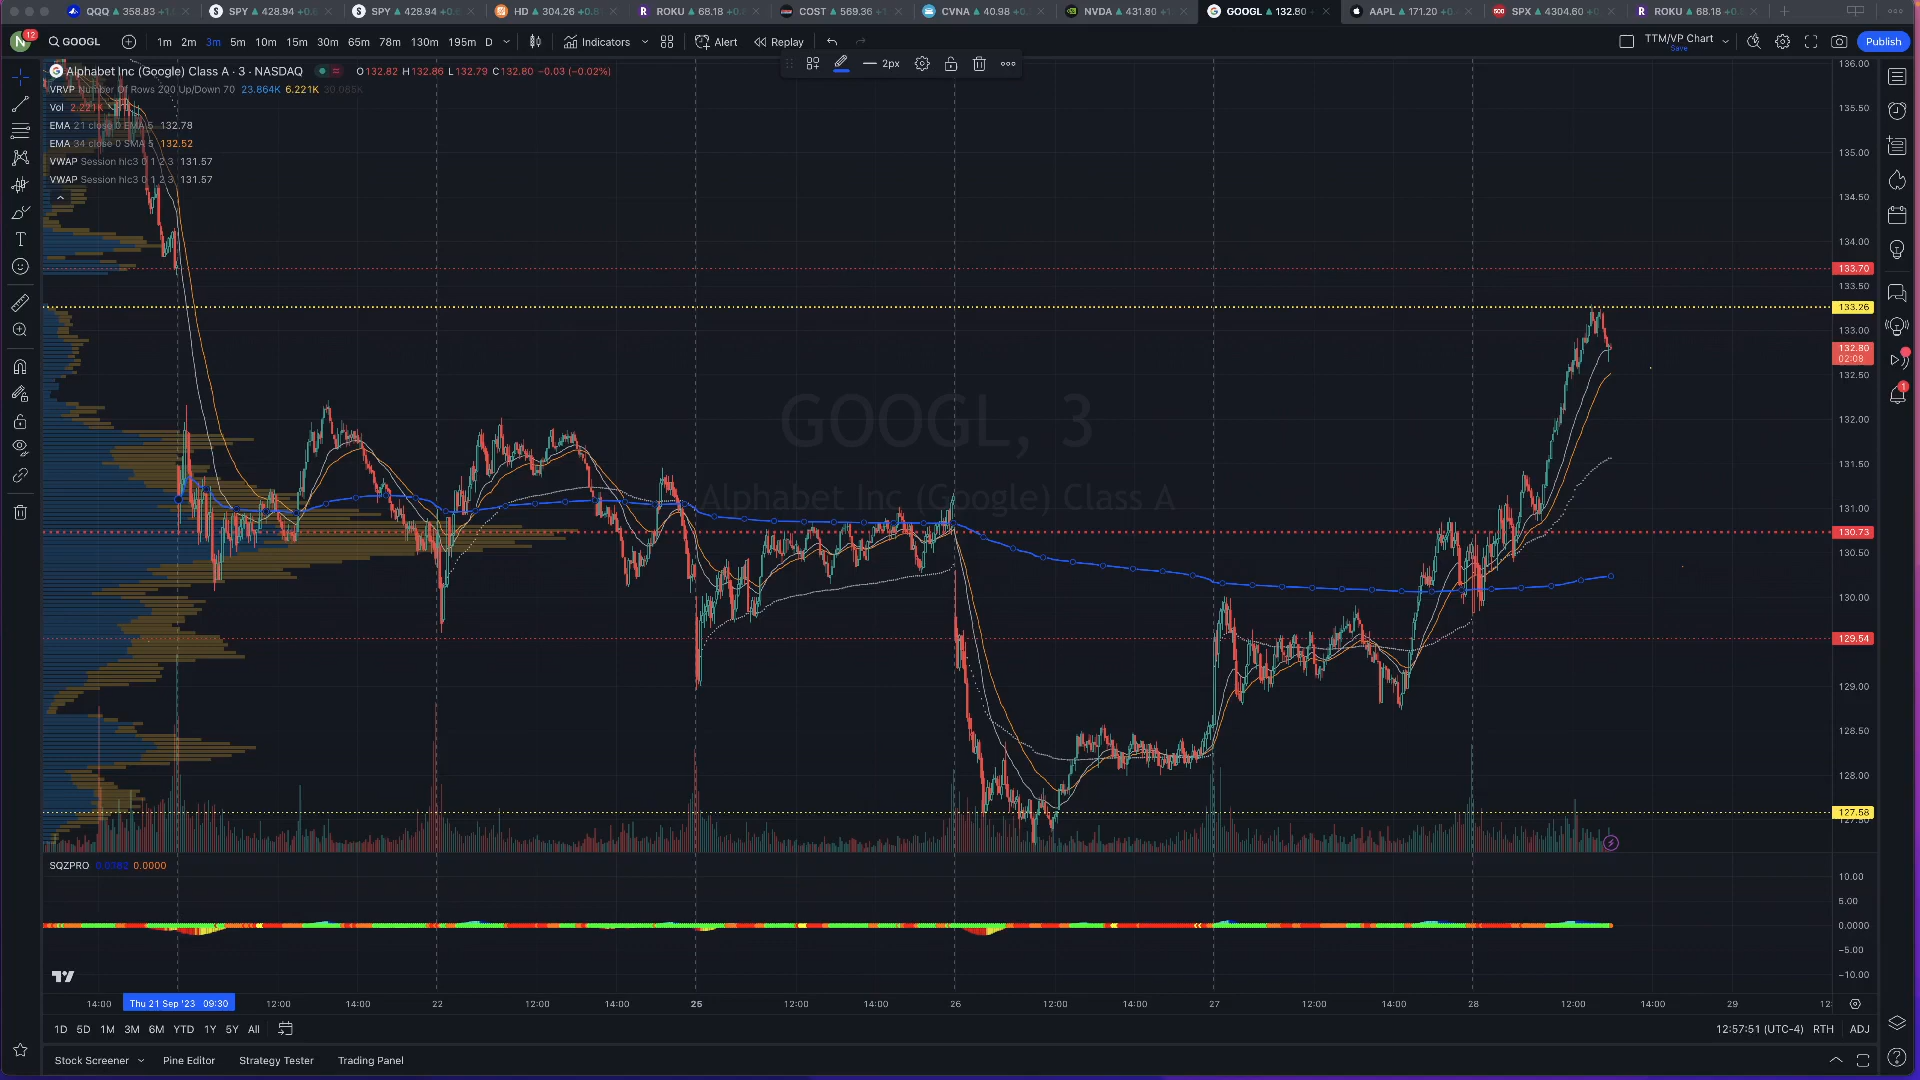 QQQ ▲ 358.83
SPY ▲ 428.94
SPY ▲ 428.94
HD ▲ 304.26
ROKU ▲ 68.18
COST ▲ 569.36
CVNA ▲ 40.98
NVDA ▲ 431.80
GOOGL ▲ 132.80
AAPL ▲ 171.20
SPX ▲ 4304.60
ROKU ▲ 68.18
N 12 GOOGL 1m 2m 3m 5m 10m 15m 30m 65m 78m 130m 195m D Indicators Alert Replay TTM/VP Chart Save Publish
2px
Alphabet Inc (Google) Class A · 3 · NASDAQ O132.82 H132.86 L132.79 C132.80 −0.03 (−0.02%)
VRVP Number Of Rows 200 Up/Down 70 23.864K 6.221K 30.085K
Vol 2.221K
EMA 21 close 0 EMA 5 132.78
EMA 34 close 0 SMA 5 132.52
VWAP Session hlc3 0 1 2 3 131.57
VWAP Session hlc3 0 1 2 3 131.57
GOOGL, 3
Alphabet Inc (Google) Class A
136.00
135.50
135.00
134.50
134.00
133.70
133.50
133.26
133.00
132.80
02:08
132.50
132.00
131.50
131.00
130.73
130.50
130.00
129.54
129.00
128.50
128.00
127.58
127.50
SQZPRO 0.0000
10.00
5.00
0.0000
−5.00
−10.00
14:00 Thu 21 Sep '23 09:30 12:00 14:00 22 12:00 14:00 25 12:00 14:00 26 12:00 14:00 27 12:00 14:00 28 12:00 14:00 29 12:
1D 5D 1M 3M 6M YTD 1Y 5Y All 12:57:51 (UTC-4) RTH ADJ
Stock Screener Pine Editor Strategy Tester Trading Panel